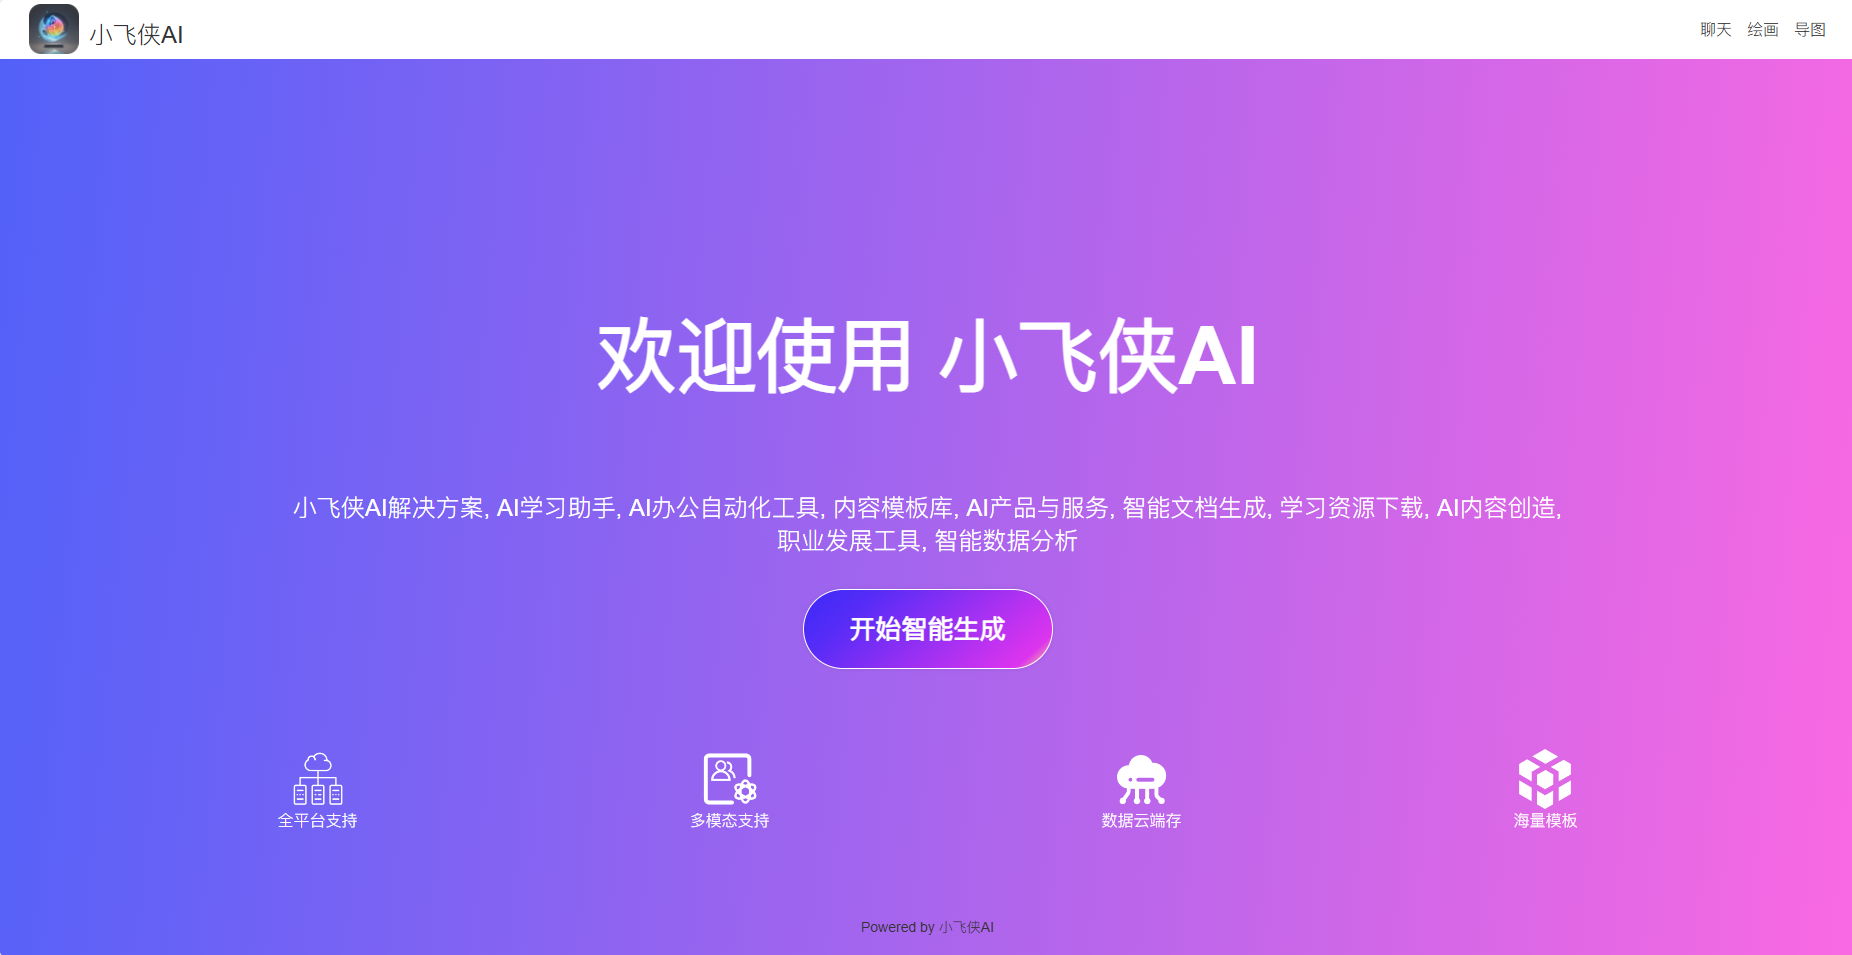 小飞侠AI
聊天 绘画 导图
欢迎使用 小飞侠AI
小飞侠AI解决方案, AI学习助手, AI办公自动化工具, 内容模板库, AI产品与服务, 智能文档生成, 学习资源下载, AI内容创造,
职业发展工具, 智能数据分析
开始智能生成
全平台支持
多模态支持
数据云端存
海量模板
Powered by 小飞侠AI